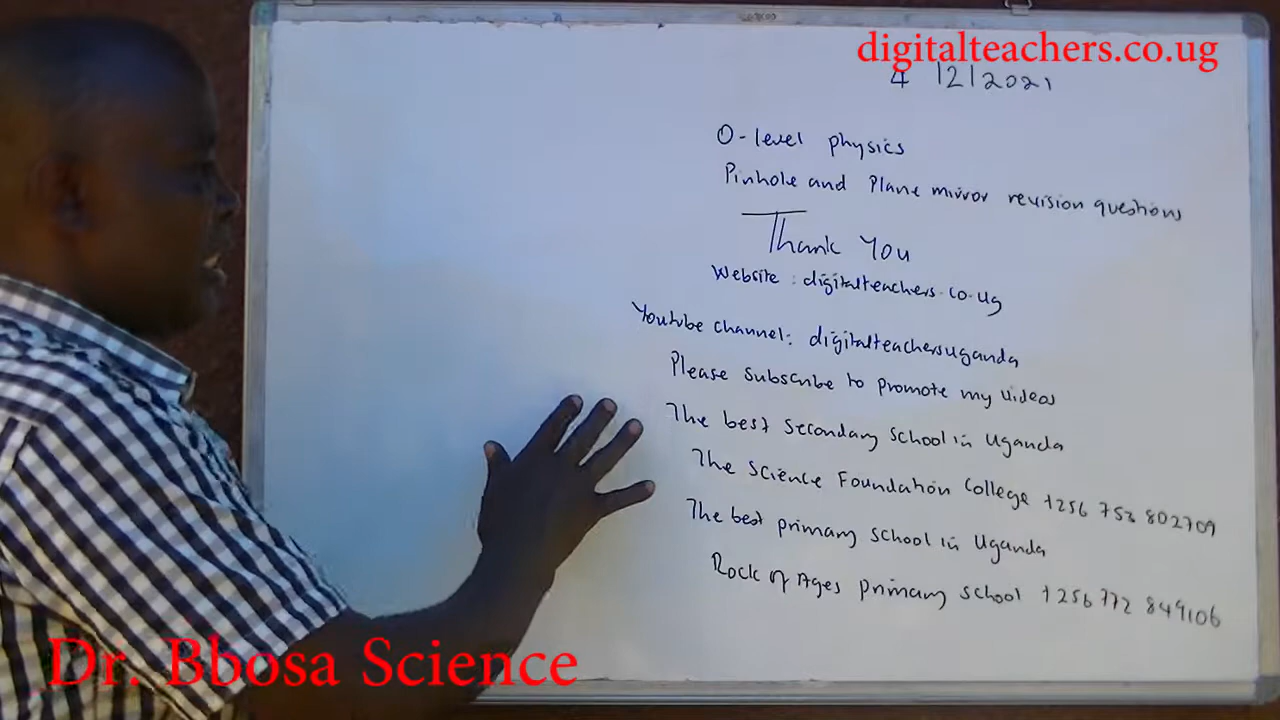 digitalteachers.co.ug
4/12/2021
O-level physics
Pinhole and Plane mirror revision questions
Thank You
Website: digitalteachers.co.ug
Youtube channel: digitalteachersuganda
Please subscribe to promote my videos
The best secondary school in Uganda
The Science Foundation College +256 753 802709
The best primary school in Uganda
Rock of Ages primary school +256 772 849106
Dr. Bbosa Science